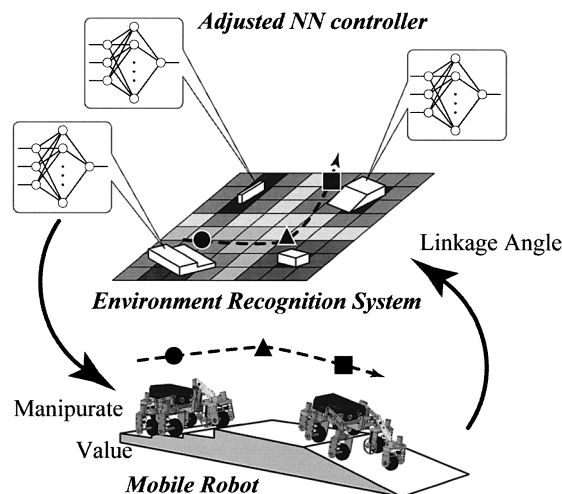 Adjusted NN controller
Linkage Angle
Environment Recognition System
Manipurate
Value
Mobile Robot